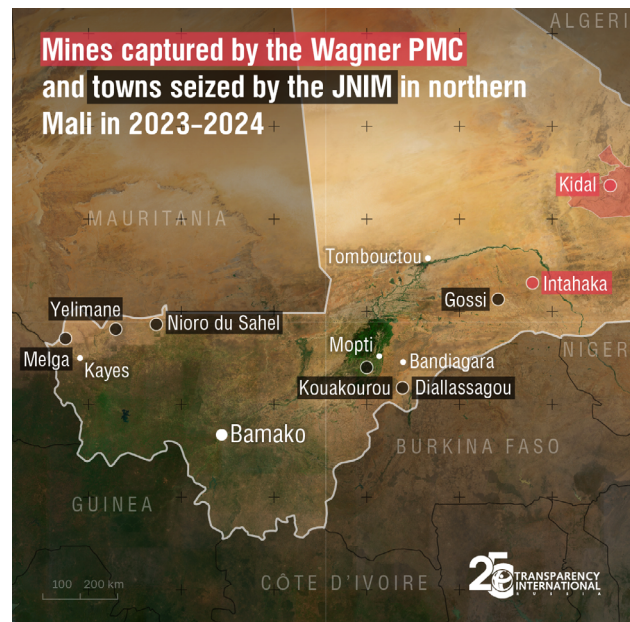 Mines captured by the Wagner PMC
and towns seized by the JNIM in northern
Mali in 2023–2024
ALGERI
Kidal
MAURITANIA
Tombouctou
Intahaka
Gossi
Yelimane
Nioro du Sahel
Melga
Kayes
Mopti
Bandiagara
NIGER
Kouakourou
Diallassagou
Bamako
BURKINA FASO
GUINEA
CÔTE D'IVOIRE
100 200 km
25 TRANSPARENCY
INTERNATIONAL
RUSSIA